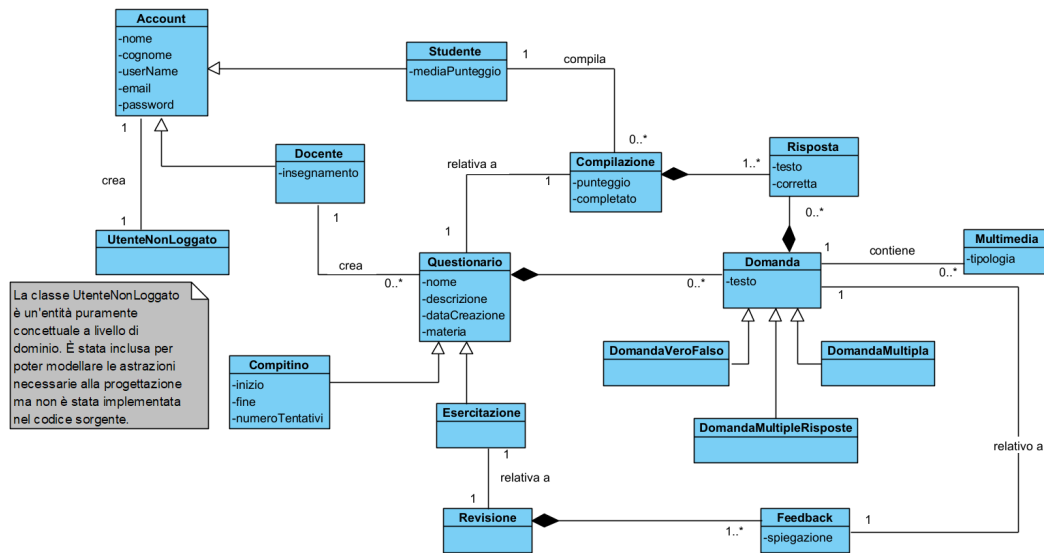 Account
-nome
-cognome
-userName
-email
-password
Studente
-mediaPunteggio
1
compila
0..*
1
crea
1
Docente
-insegnamento
1
relativa a
1
1
Compilazione
-punteggio
-completato
1..*
Risposta
-testo
-corretta
0..*
UtenteNonLoggato
crea
0..*
Questionario
-nome
-descrizione
-dataCreazione
-materia
0..*
Domanda
-testo
1
contiene
0..*
Multimedia
-tipologia
1
La classe UtenteNonLoggato
è un'entità puramente
concettuale a livello di
dominio. È stata inclusa per
poter modellare le astrazioni
necessarie alla progettazione
ma non è stata implementata
nel codice sorgente.
Compitino
-inizio
-fine
-numeroTentativi
DomandaVeroFalso
DomandaMultipla
Esercitazione
DomandaMultipleRisposte
1
relativa a
1
relativo a
Revisione
1..*
Feedback
-spiegazione
1